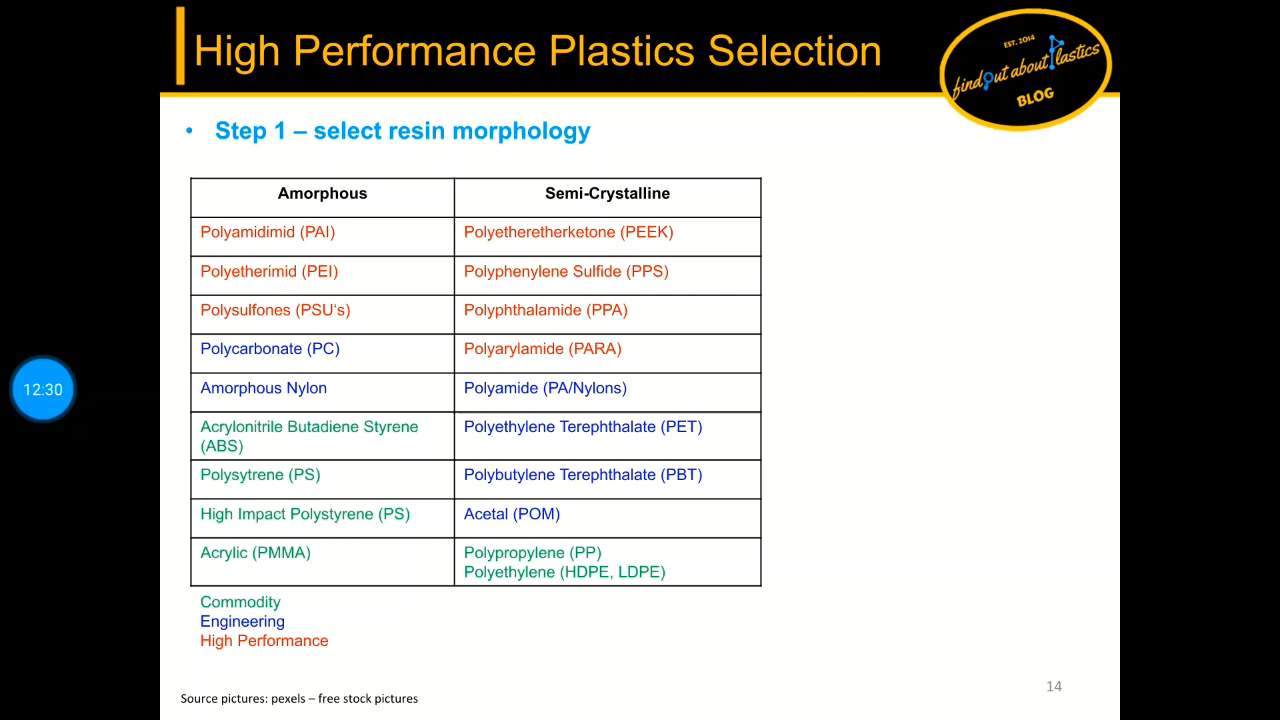 High Performance Plastics Selection
EST. 2014
findout about Plastics
BLOG
• Step 1 – select resin morphology
Amorphous Semi-Crystalline
Polyamidimid (PAI) Polyetheretherketone (PEEK)
Polyetherimid (PEI) Polyphenylene Sulfide (PPS)
Polysulfones (PSU's) Polyphthalamide (PPA)
Polycarbonate (PC) Polyarylamide (PARA)
Amorphous Nylon Polyamide (PA/Nylons)
Acrylonitrile Butadiene Styrene Polyethylene Terephthalate (PET)
(ABS)
Polysytrene (PS) Polybutylene Terephthalate (PBT)
High Impact Polystyrene (PS) Acetal (POM)
Acrylic (PMMA) Polypropylene (PP)
Polyethylene (HDPE, LDPE)
Commodity
Engineering
High Performance
12:30
Source pictures: pexels – free stock pictures
14